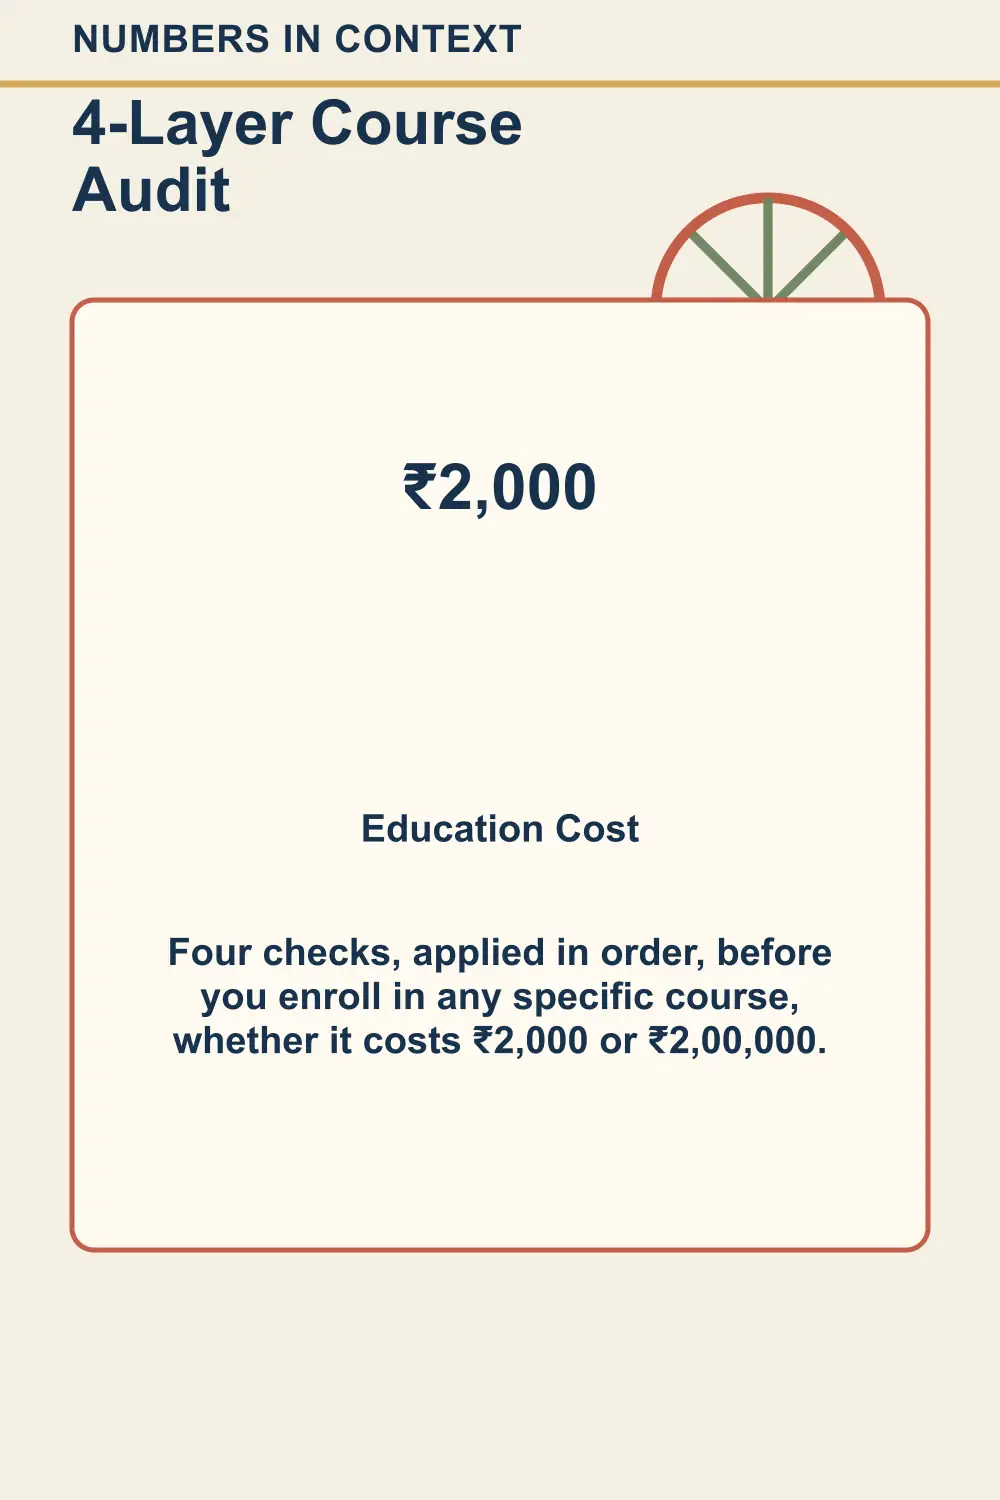 NUMBERS IN CONTEXT
4-Layer Course
Audit
₹2,000
Education Cost
Four checks, applied in order, before
you enroll in any specific course,
whether it costs ₹2,000 or ₹2,00,000.